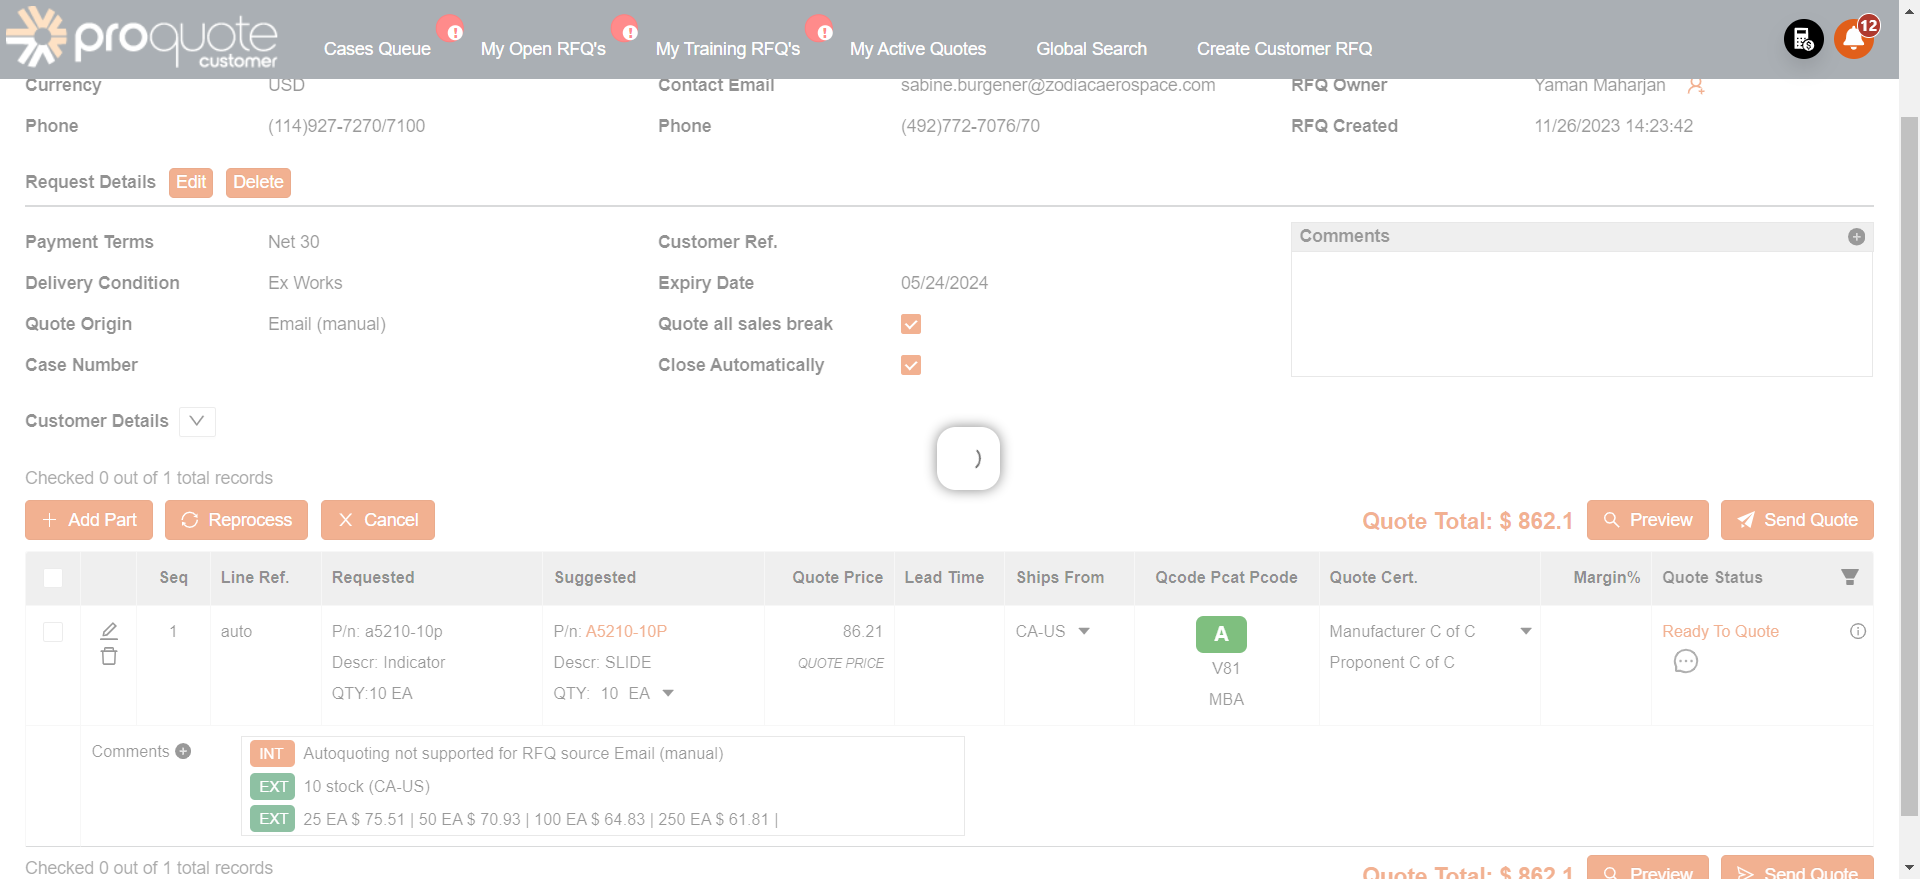 proquote customer
Cases Queue ! My Open RFQ's ! My Training RFQ's ! My Active Quotes Global Search Create Customer RFQ 12
Currency USD Contact Email sabine.burgener@zodiacaerospace.com RFQ Owner Yaman Maharjan
Phone (114)927-7270/7100 Phone (492)772-7076/70 RFQ Created 11/26/2023 14:23:42
Request Details Edit Delete
Payment Terms Net 30 Customer Ref. Comments
Delivery Condition Ex Works Expiry Date 05/24/2024
Quote Origin Email (manual) Quote all sales break
Case Number Close Automatically
Customer Details
Checked 0 out of 1 total records
Add Part Reprocess Cancel Quote Total: $ 862.1 Preview Send Quote
Seq Line Ref. Requested Suggested Quote Price Lead Time Ships From Qcode Pcat Pcode Quote Cert. Margin% Quote Status
1 auto P/n: a5210-10p P/n: A5210-10P 86.21 CA-US A Manufacturer C of C Ready To Quote
Descr: Indicator Descr: SLIDE QUOTE PRICE V81 Proponent C of C
QTY:10 EA QTY: 10 EA MBA
Comments INT Autoquoting not supported for RFQ source Email (manual)
EXT 10 stock (CA-US)
EXT 25 EA $ 75.51 | 50 EA $ 70.93 | 100 EA $ 64.83 | 250 EA $ 61.81 |
Checked 0 out of 1 total records Quote Total: $ 862.1 Preview Send Quote